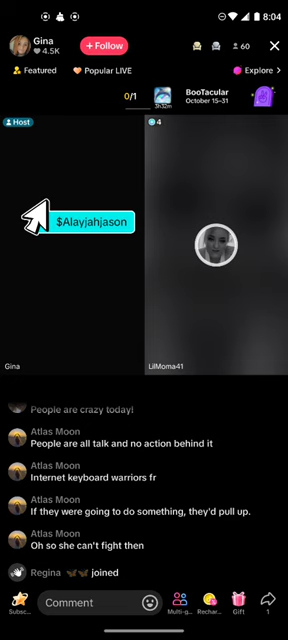 8:04
Gina
4.5K
+ Follow
60
Featured
Popular LIVE
Explore >
0/1
3h32m
BooTacular
October 15–31
Host
4
$Alayjahjason
Gina
LilMoma41
People are crazy today!
Atlas Moon
People are all talk and no action behind it
Atlas Moon
Internet keyboard warriors fr
Atlas Moon
If they were going to do something, they'd pull up.
Atlas Moon
Oh so she can't fight then
Regina 🦋🦋 joined
Subsc...
Comment
Multi-g...
Rechar...
Gift
1